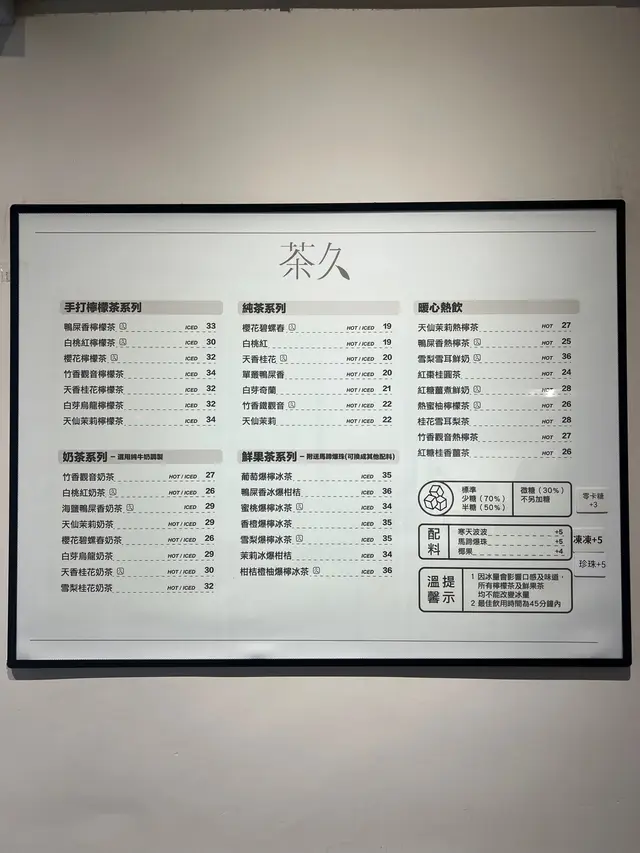 茶久
手打檸檬茶系列
鴨屎香檸檬茶 ICED 33
白桃紅檸檬茶 ICED 30
櫻花檸檬茶 ICED 32
竹香觀音檸檬茶 ICED 34
天香桂花檸檬茶 ICED 32
白芽烏龍檸檬茶 ICED 32
天仙茉莉檸檬茶 ICED 34
純茶系列
櫻花碧螺春 HOT / ICED 19
白桃紅 HOT / ICED 19
天香桂花 HOT / ICED 20
單叢鴨屎香 HOT / ICED 20
白芽奇蘭 HOT / ICED 21
竹香鐵觀音 HOT / ICED 22
天仙茉莉 HOT / ICED 22
暖心熱飲
天仙茉莉熱檸茶 HOT 27
鴨屎香熱檸茶 HOT 25
雪梨雪耳鮮奶 HOT 36
紅棗桂圓茶 HOT 24
紅糖薑煮鮮奶 HOT 28
熱蜜柚檸檬茶 HOT 26
桂花雪耳梨茶 HOT 28
竹香觀音熱檸茶 HOT 27
紅糖桂香薑茶 HOT 26
奶茶系列 - 選用純牛奶調製
竹香觀音奶茶 HOT / ICED 27
白桃紅奶茶 HOT / ICED 26
海鹽鴨屎香奶茶 HOT / ICED 29
天仙茉莉奶茶 HOT / ICED 29
櫻花碧螺春奶茶 HOT / ICED 26
白芽烏龍奶茶 HOT / ICED 29
天香桂花奶茶 HOT / ICED 30
雪梨桂花奶茶 HOT / ICED 32
鮮果茶系列 - 附送馬蹄爆珠(可換成其他配料)
葡萄爆檸冰茶 ICED 35
鴨屎香冰爆柑桔 ICED 36
蜜桃爆檸冰茶 ICED 34
香橙爆檸冰茶 ICED 35
雪梨爆檸冰茶 ICED 35
茉莉冰爆柑桔 ICED 34
柑桔橙柚爆檸冰茶 ICED 36
標準
少糖（70%）
半糖（50%）
微糖（30%）
不另加糖
零卡糖
+3
配料
寒天波波 +5
馬蹄爆珠 +5
椰果 +4
凍凍+5
珍珠+5
溫馨提示
1 因冰量會影響口感及味道，
所有檸檬茶及鮮果茶
均不能改變冰量
2 最佳飲用時間為45分鐘內